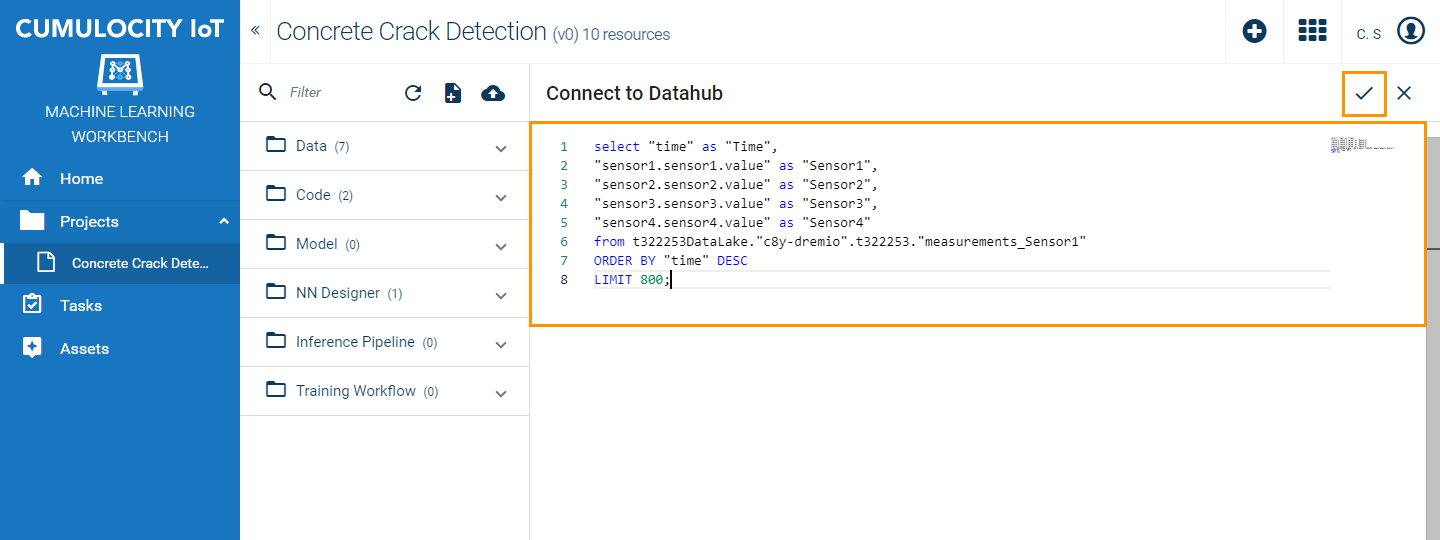 CUMULOCITY IoT
MACHINE LEARNING
WORKBENCH
Home
Projects
Concrete Crack Dete...
Tasks
Assets
« Concrete Crack Detection (v0) 10 resources
C. S
Filter
Data (7)
Code (2)
Model (0)
NN Designer (1)
Inference Pipeline (0)
Training Workflow (0)
Connect to Datahub
1 select "time" as "Time",
2 "sensor1.sensor1.value" as "Sensor1",
3 "sensor2.sensor2.value" as "Sensor2",
4 "sensor3.sensor3.value" as "Sensor3",
5 "sensor4.sensor4.value" as "Sensor4"
6 from t322253DataLake."c8y-dremio".t322253."measurements_Sensor1"
7 ORDER BY "time" DESC
8 LIMIT 800;